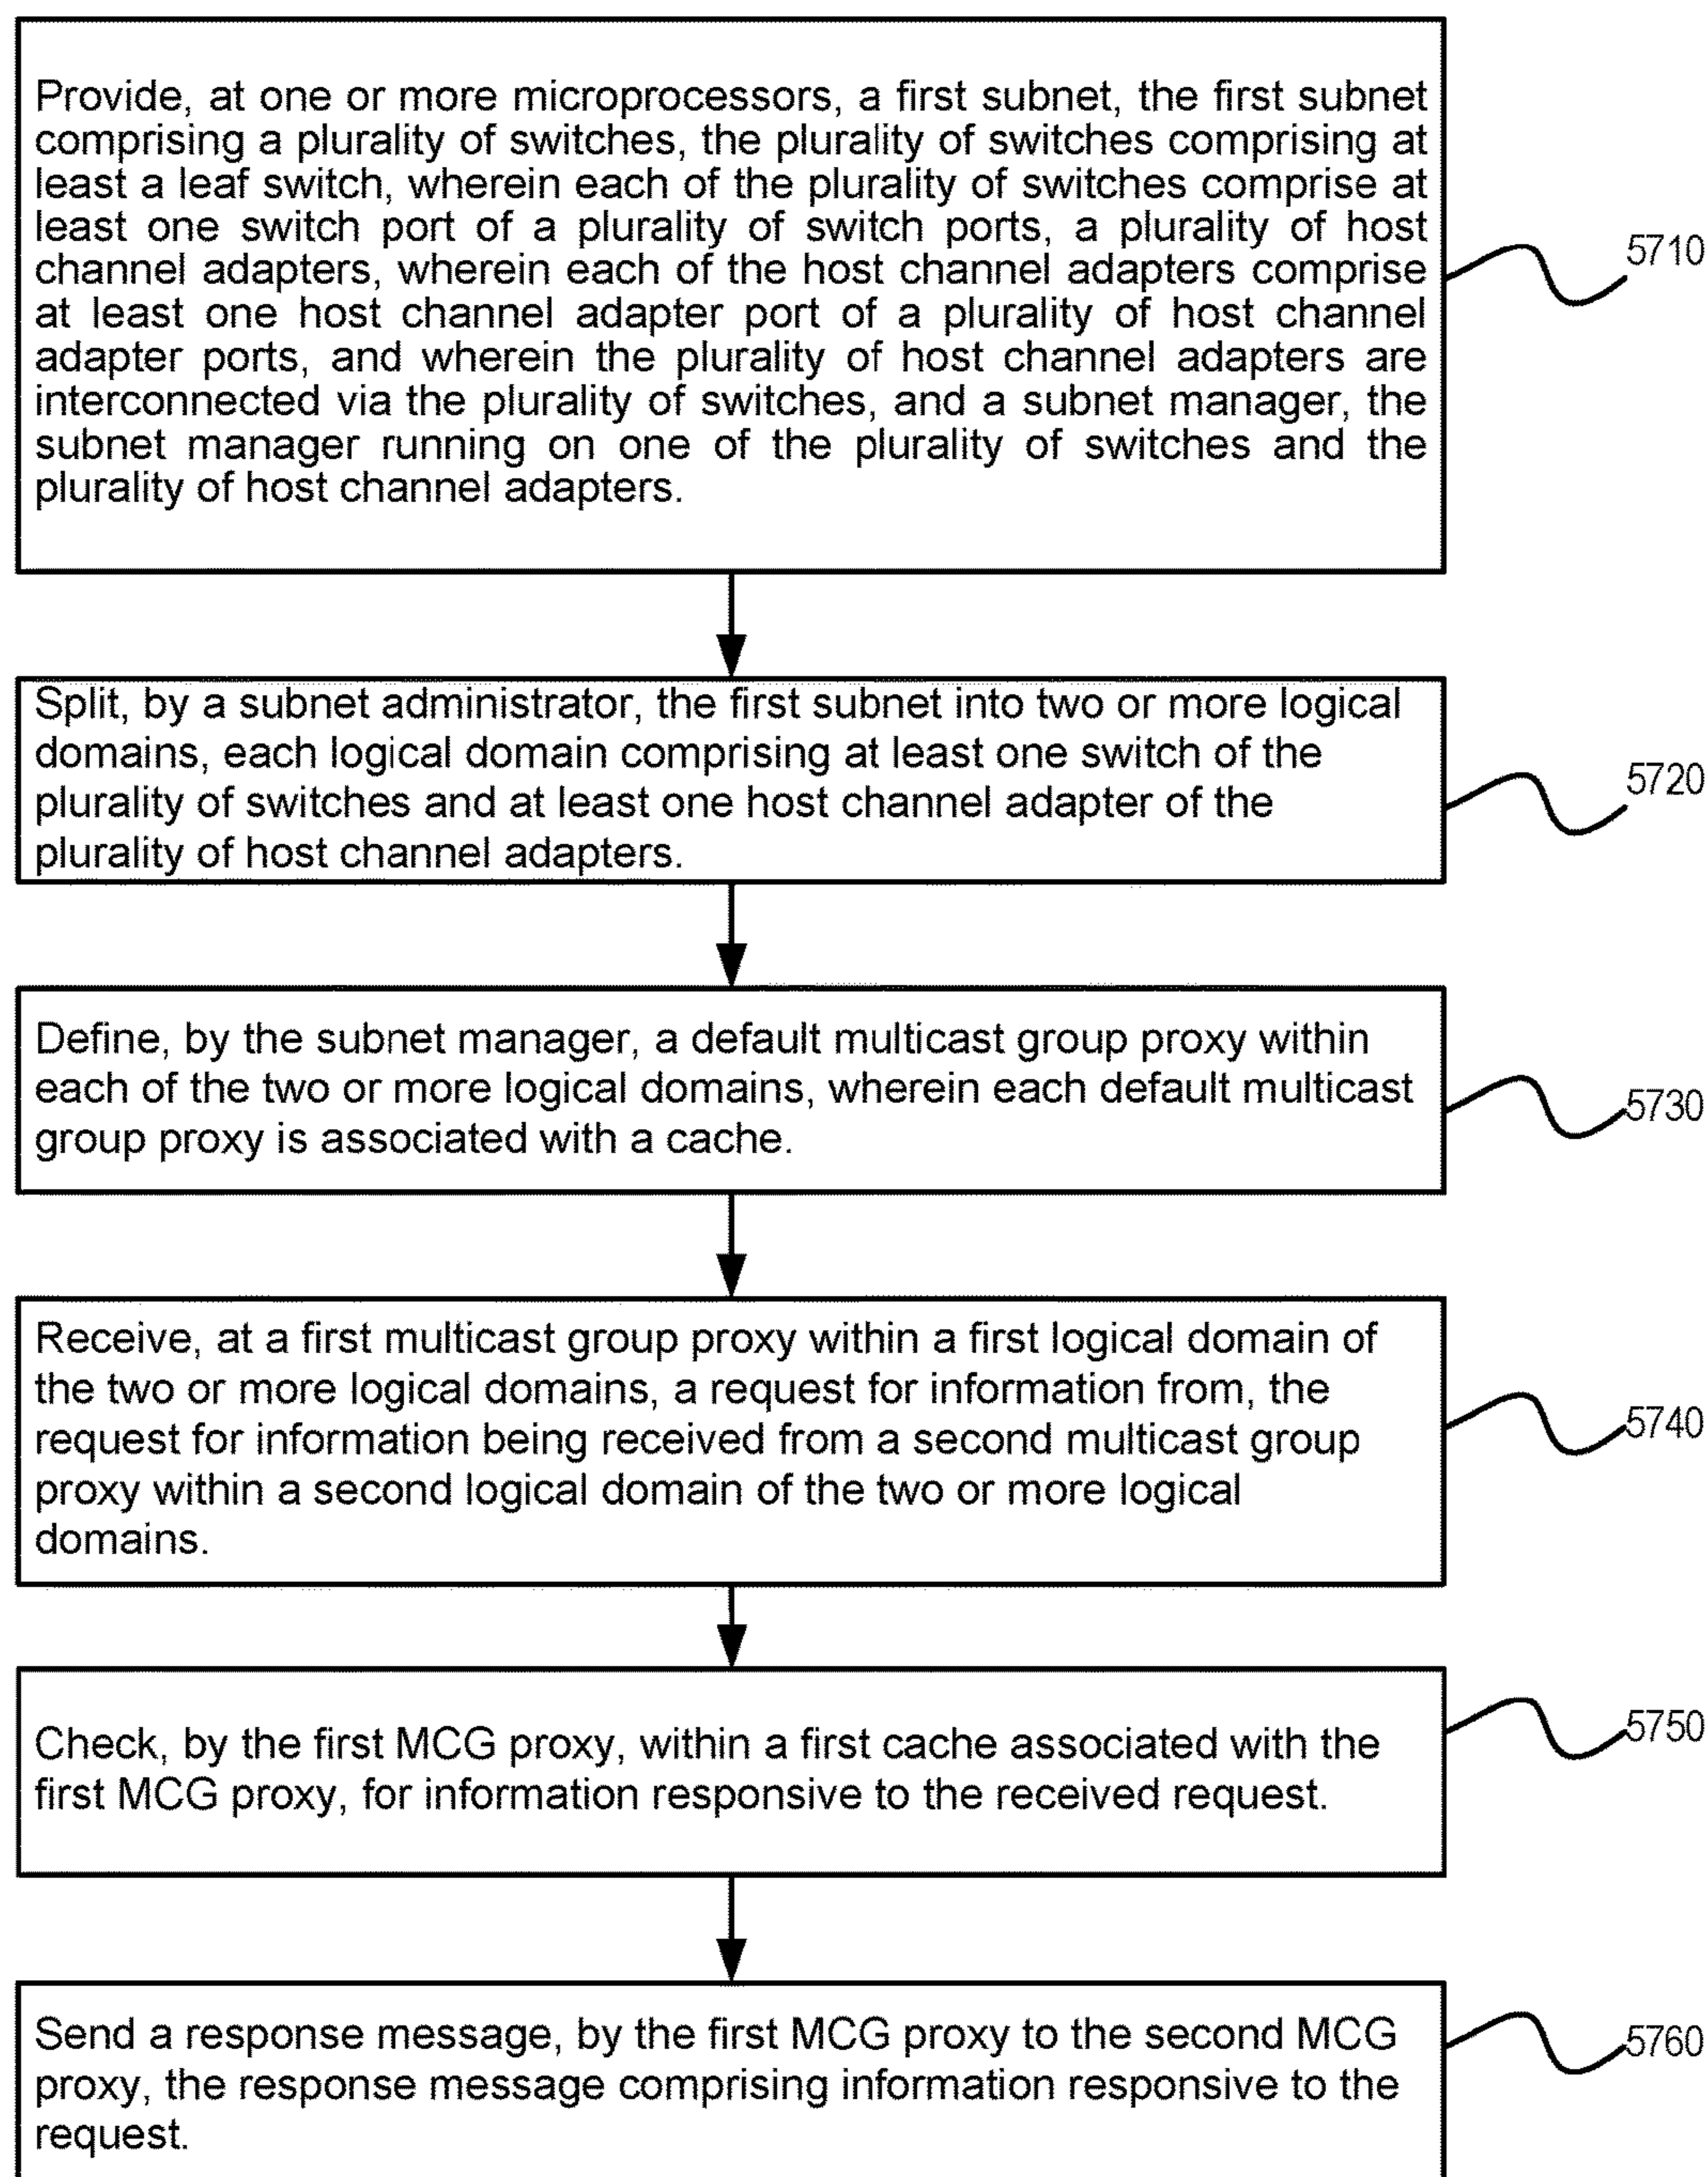 Provide, at one or more microprocessors, a first subnet, the first subnet
comprising a plurality of switches, the plurality of switches comprising at
least a leaf switch, wherein each of the plurality of switches comprise at
least one switch port of a plurality of switch ports, a plurality of host
channel adapters, wherein each of the host channel adapters comprise
at least one host channel adapter port of a plurality of host channel
adapter ports, and wherein the plurality of host channel adapters are
interconnected via the plurality of switches, and a subnet manager, the
subnet manager running on one of the plurality of switches and the
plurality of host channel adapters.
5710
Split, by a subnet administrator, the first subnet into two or more logical
domains, each logical domain comprising at least one switch of the
plurality of switches and at least one host channel adapter of the
plurality of host channel adapters.
5720
Define, by the subnet manager, a default multicast group proxy within
each of the two or more logical domains, wherein each default multicast
group proxy is associated with a cache.
5730
Receive, at a first multicast group proxy within a first logical domain of
the two or more logical domains, a request for information from, the
request for information being received from a second multicast group
proxy within a second logical domain of the two or more logical
domains.
5740
Check, by the first MCG proxy, within a first cache associated with the
first MCG proxy, for information responsive to the received request.
5750
Send a response message, by the first MCG proxy to the second MCG
proxy, the response message comprising information responsive to the
request.
5760